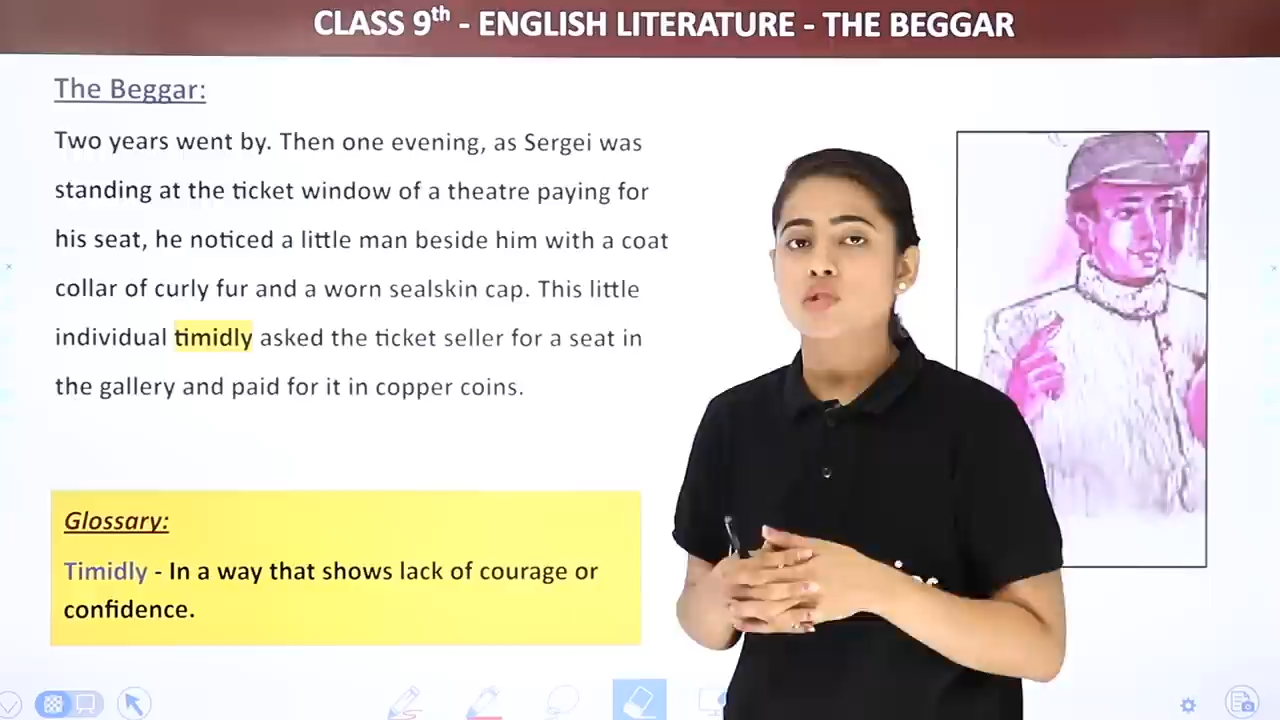 CLASS 9th - ENGLISH LITERATURE - THE BEGGAR
The Beggar:
Two years went by. Then one evening, as Sergei was
standing at the ticket window of a theatre paying for
his seat, he noticed a little man beside him with a coat
collar of curly fur and a worn sealskin cap. This little
individual timidly asked the ticket seller for a seat in
the gallery and paid for it in copper coins.
Glossary:
Timidly - In a way that shows lack of courage or
confidence.